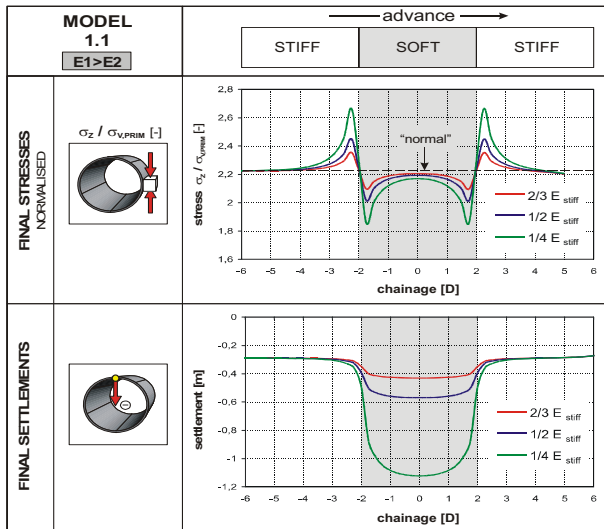 MODEL
1.1
E1>E2
advance
STIFF
SOFT
STIFF
FINAL STRESSES
NORMALISED
σZ / σV,PRIM [-]
stress σZ / σV,PRIM [-]
2,8
2,6
2,4
2,2
2
1,8
1,6
"normal"
2/3 E stiff
1/2 E stiff
1/4 E stiff
-6 -5 -4 -3 -2 -1 0 1 2 3 4 5 6
chainage [D]
FINAL SETTLEMENTS
settlement [m]
0
-0,2
-0,4
-0,6
-0,8
-1
-1,2
2/3 E stiff
1/2 E stiff
1/4 E stiff
-6 -5 -4 -3 -2 -1 0 1 2 3 4 5 6
chainage [D]